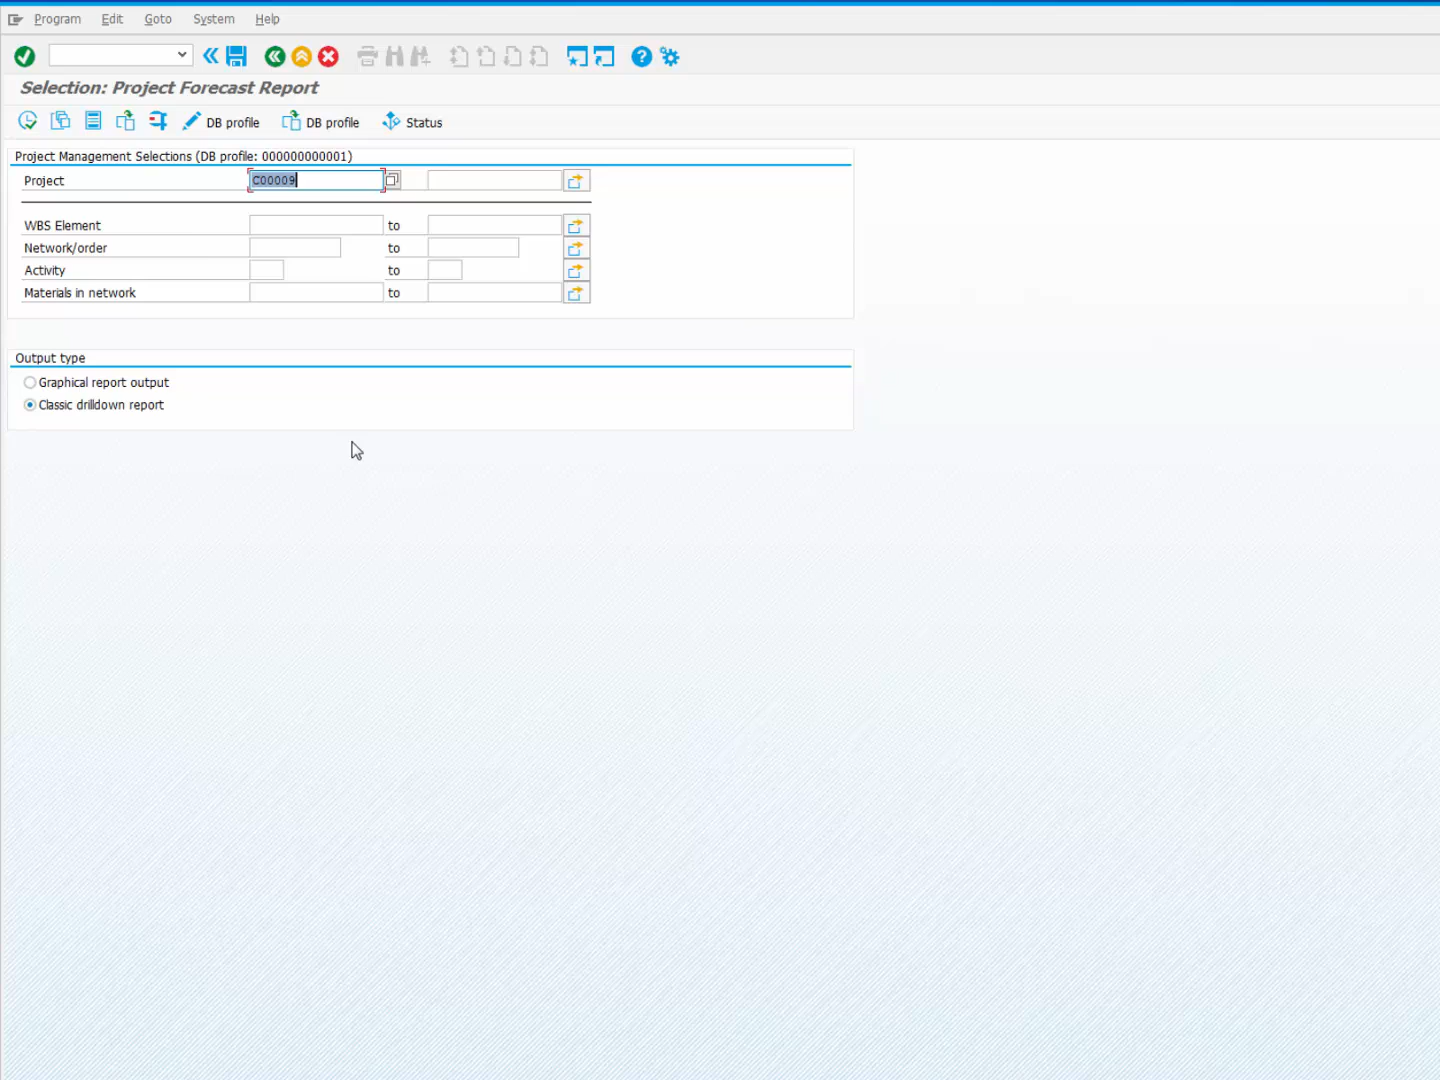 Program Edit Goto System Help
Selection: Project Forecast Report
DB profile DB profile Status
Project Management Selections (DB profile: 000000000001)
Project C00009
WBS Element to
Network/order to
Activity to
Materials in network to
Output type
Graphical report output
Classic drilldown report